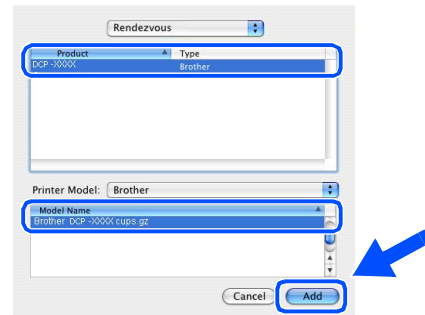 Rendezvous
Product Type
DCP -XXXX Brother
Printer Model: Brother
Model Name
Brother DCP -XXXX cups.gz
Cancel Add